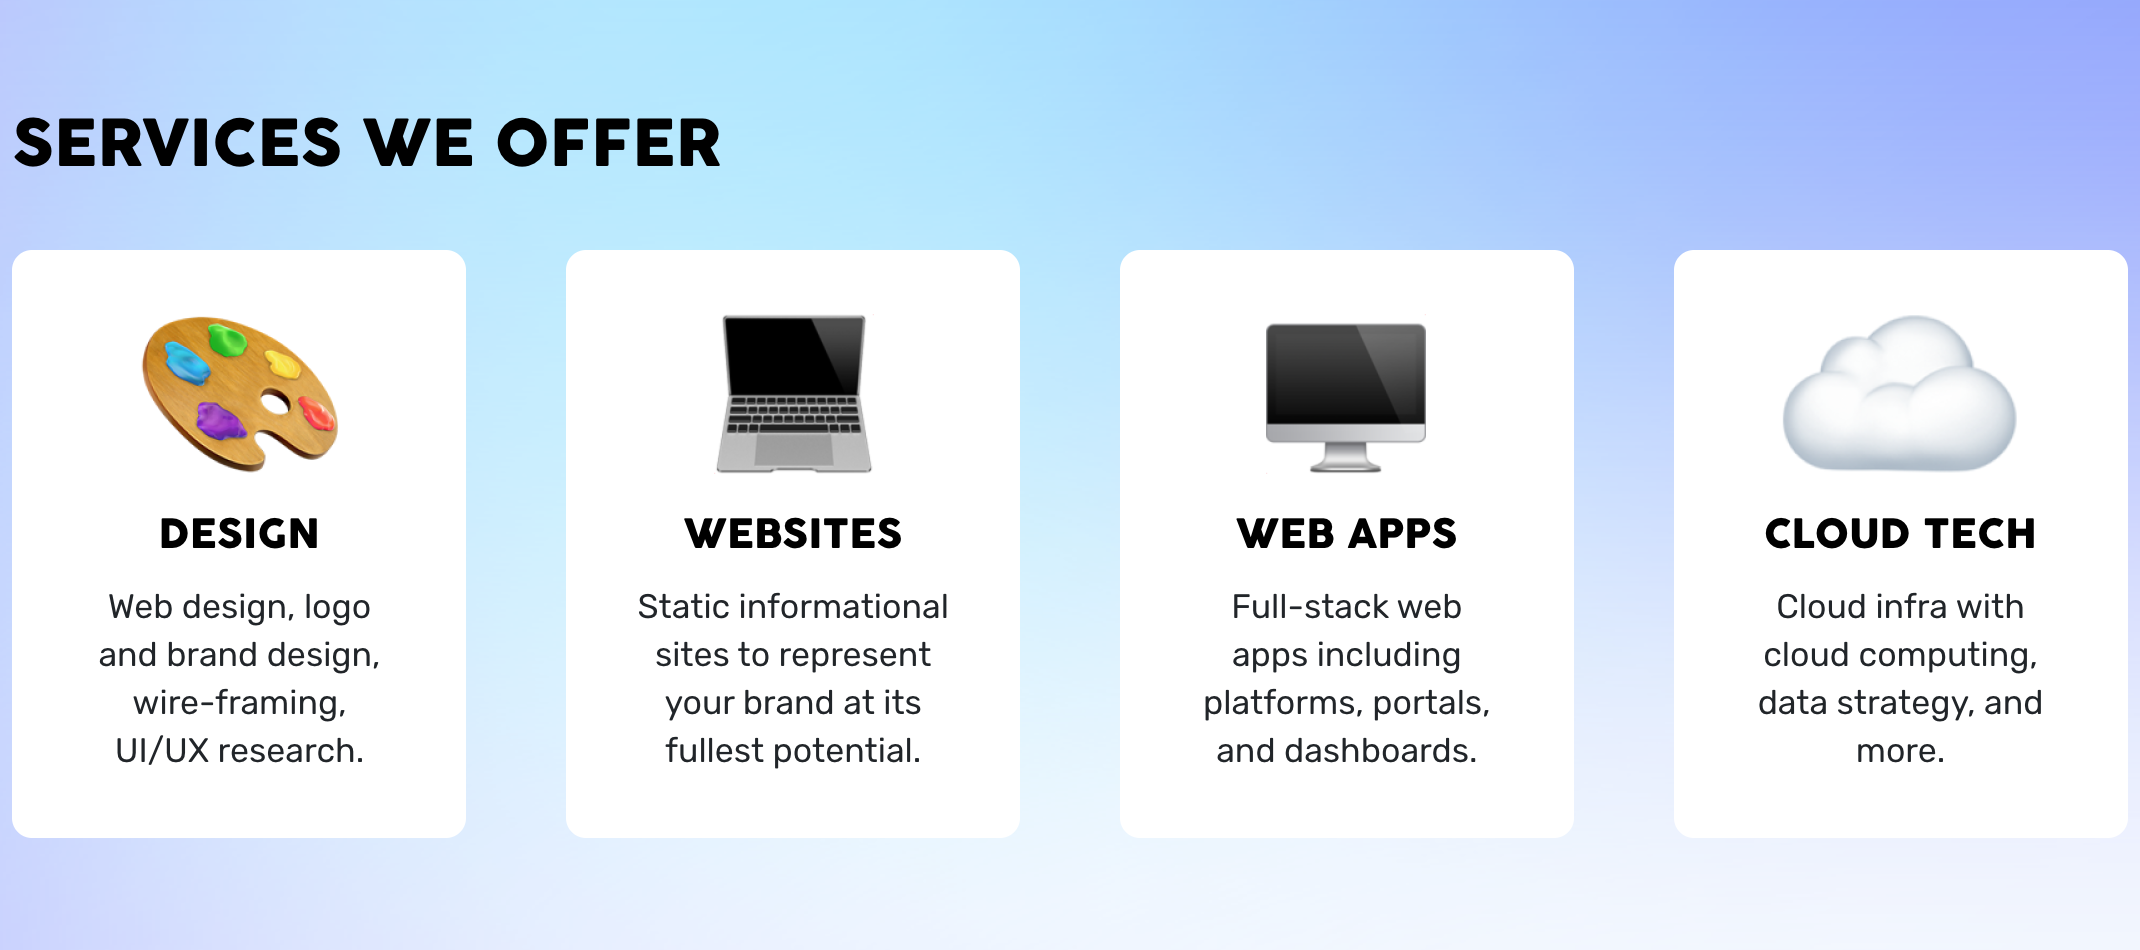 SERVICES WE OFFER
DESIGN
Web design, logo
and brand design,
wire-framing,
UI/UX research.
WEBSITES
Static informational
sites to represent
your brand at its
fullest potential.
WEB APPS
Full-stack web
apps including
platforms, portals,
and dashboards.
CLOUD TECH
Cloud infra with
cloud computing,
data strategy, and
more.